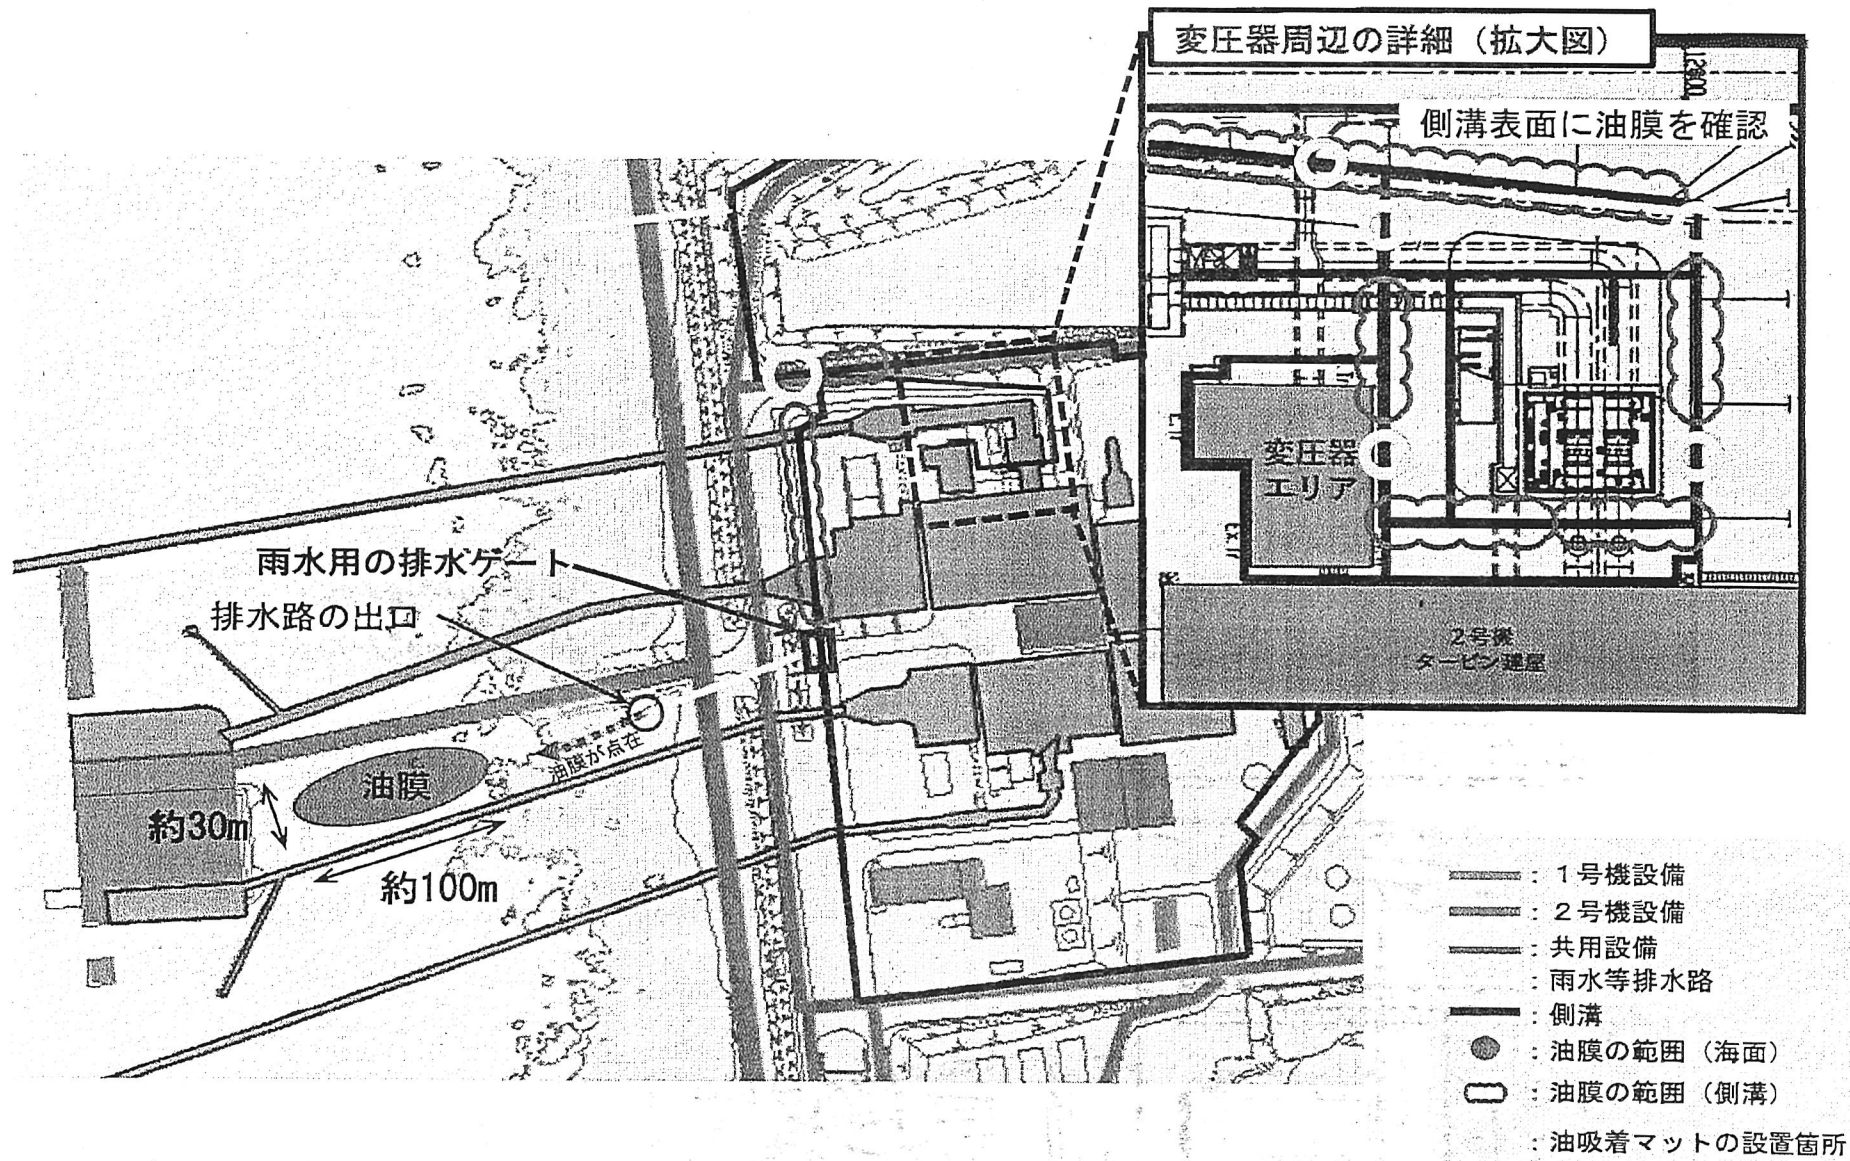 変圧器周辺の詳細（拡大図）
12800
側溝表面に油膜を確認
変圧器
エリア
2号機
タービン建屋
雨水用の排水ゲート
排水路の出口
油膜が点在
油膜
約30m
約100m
：１号機設備
：２号機設備
：共用設備
：雨水等排水路
：側溝
：油膜の範囲（海面）
：油膜の範囲（側溝）
：油吸着マットの設置箇所